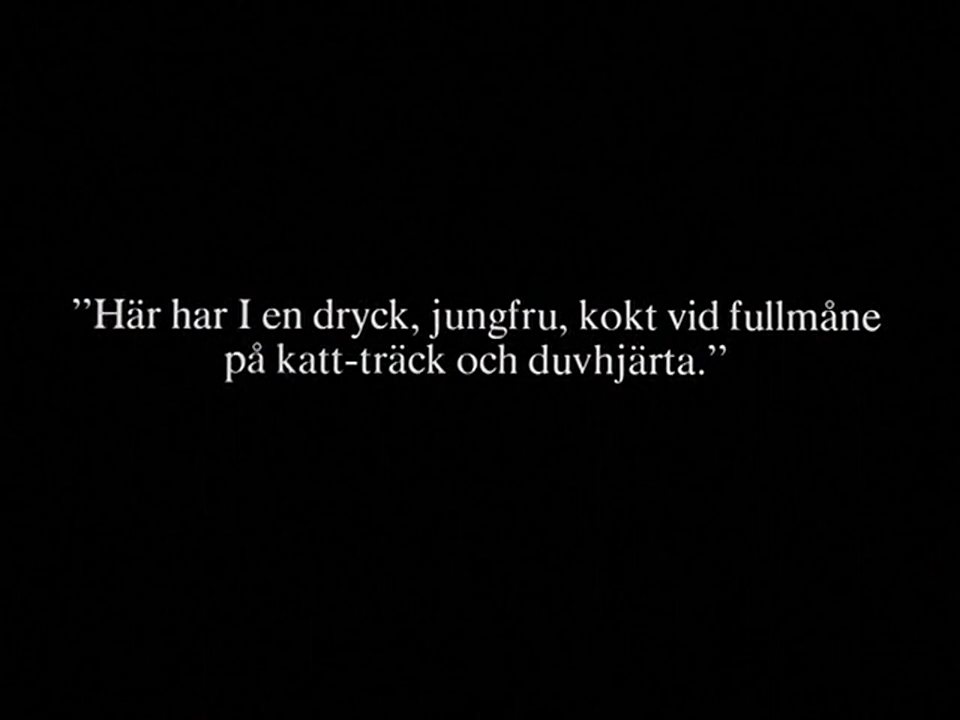 ”Här har I en dryck, jungfru, kokt vid fullmåne
på katt-träck och duvhjärta.”